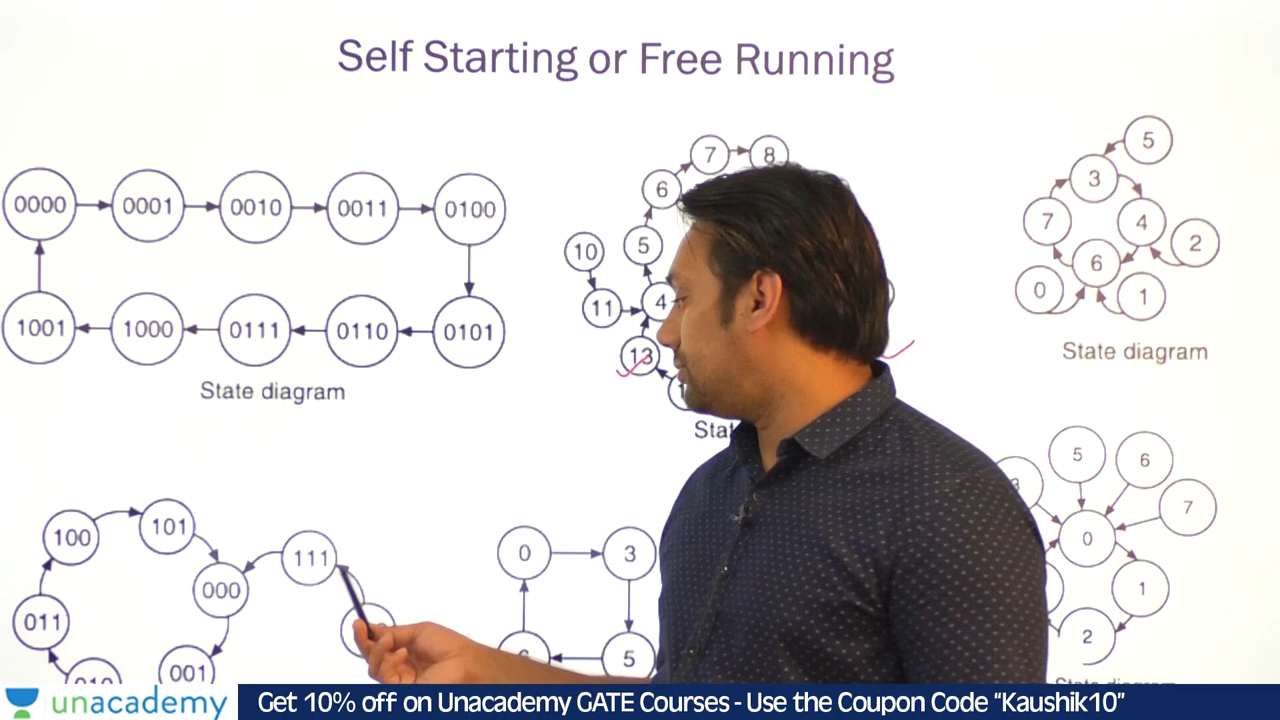 Self Starting or Free Running
0000 0001 0010 0011 0100
1001 1000 0111 0110 0101
State diagram
7 8
6
5
10
11 4
13
5
3
7 4 2
6
0 1
State diagram
100 101
111
000
011
001
0 3
5
5 6
7
0
1
2
unacademy
Get 10% off on Unacademy GATE Courses - Use the Coupon Code “Kaushik10”